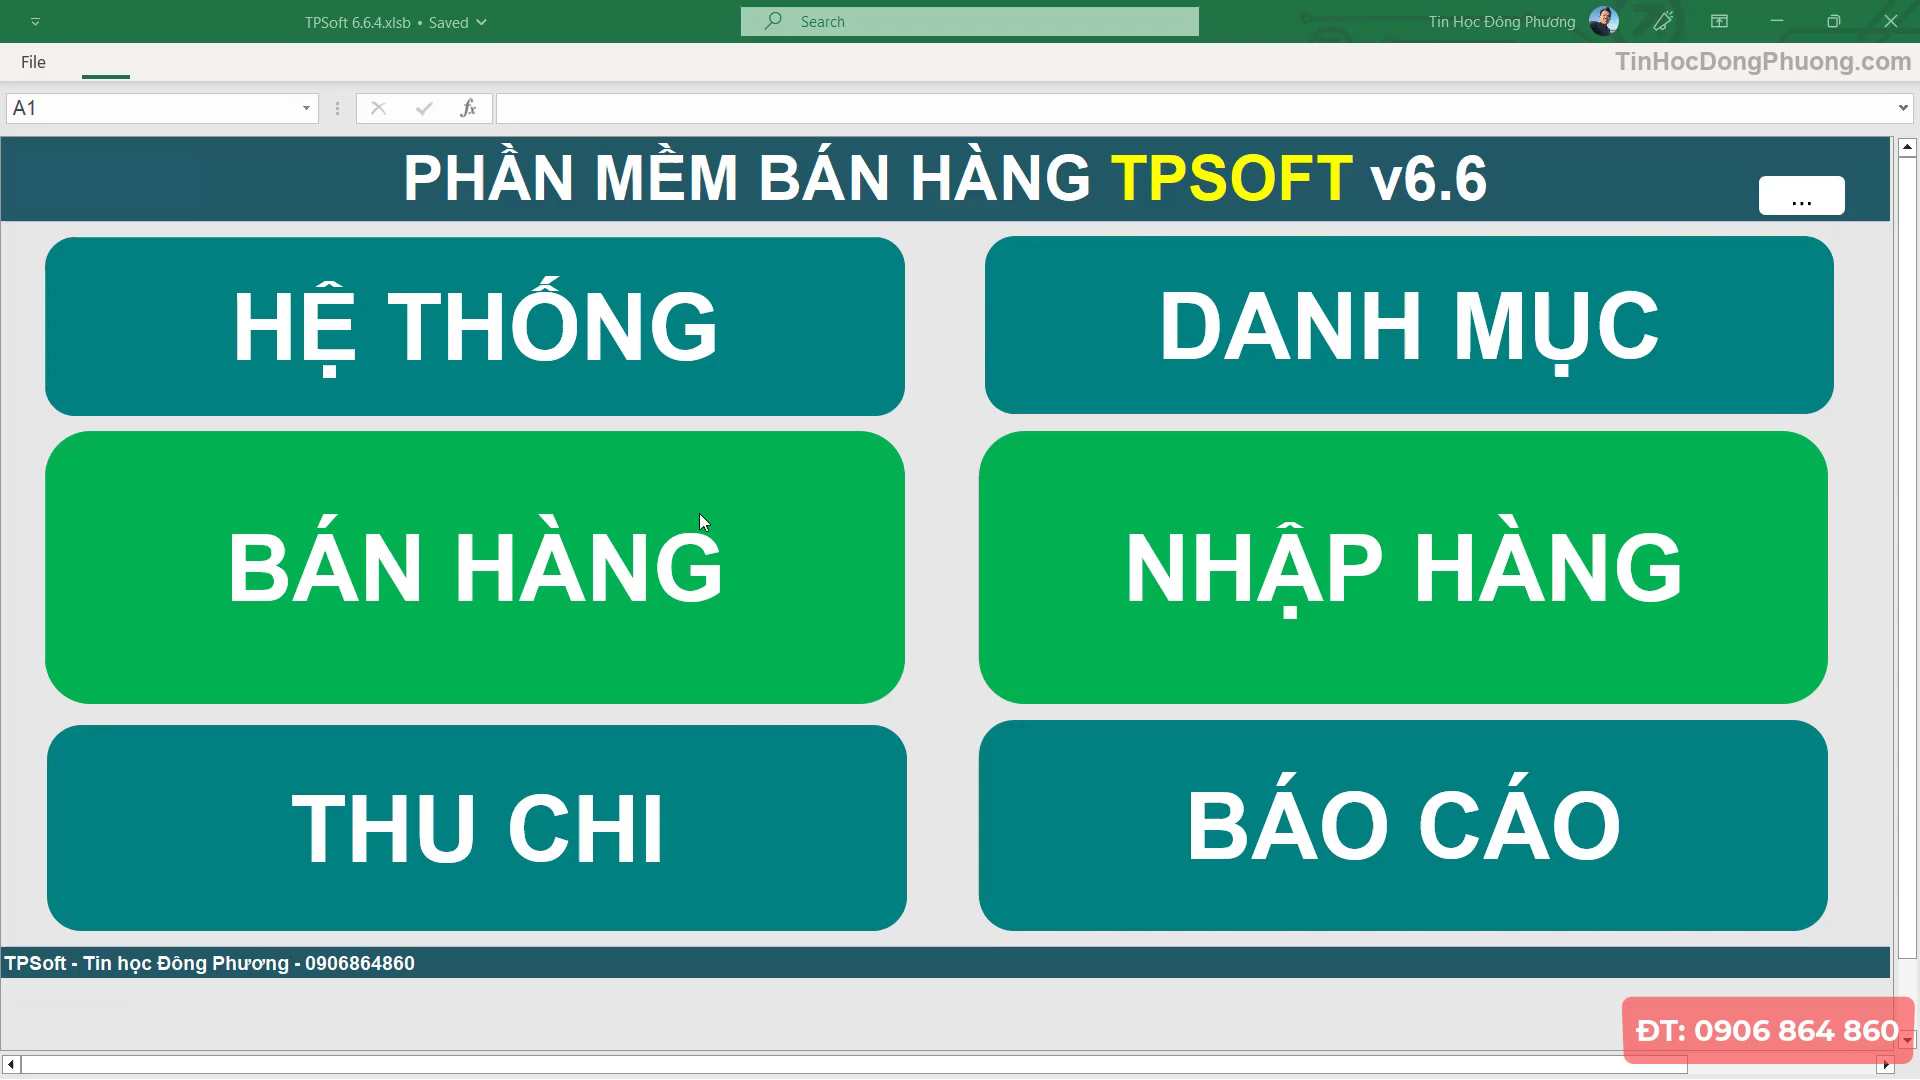 TPSoft 6.6.4.xlsb • Saved
Search
Tin Học Đông Phương
File
TinHocDongPhuong.com
A1
fx
PHẦN MỀM BÁN HÀNG TPSOFT v6.6
...
HỆ THỐNG
DANH MỤC
BÁN HÀNG
NHẬP HÀNG
THU CHI
BÁO CÁO
TPSoft - Tin học Đông Phương - 0906864860
ĐT: 0906 864 860